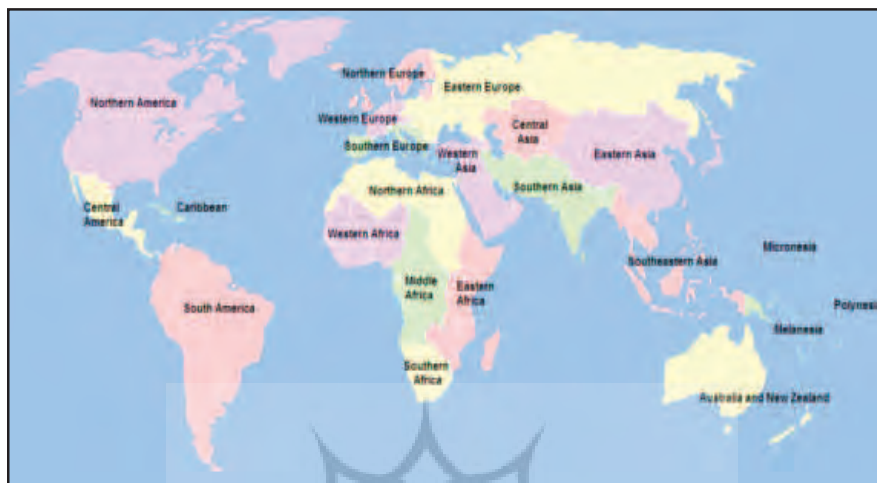 Northern America
Northern Europe
Eastern Europe
Western Europe
Southern Europe
Central
Asia
Western
Asia
Eastern Asia
Southern Asia
Northern Africa
Central
America
Caribbean
Western Africa
Southeastern Asia
Micronesia
Middle
Africa
Eastern
Africa
South America
Polynesia
Melanesia
Southern
Africa
Australia and New Zealand